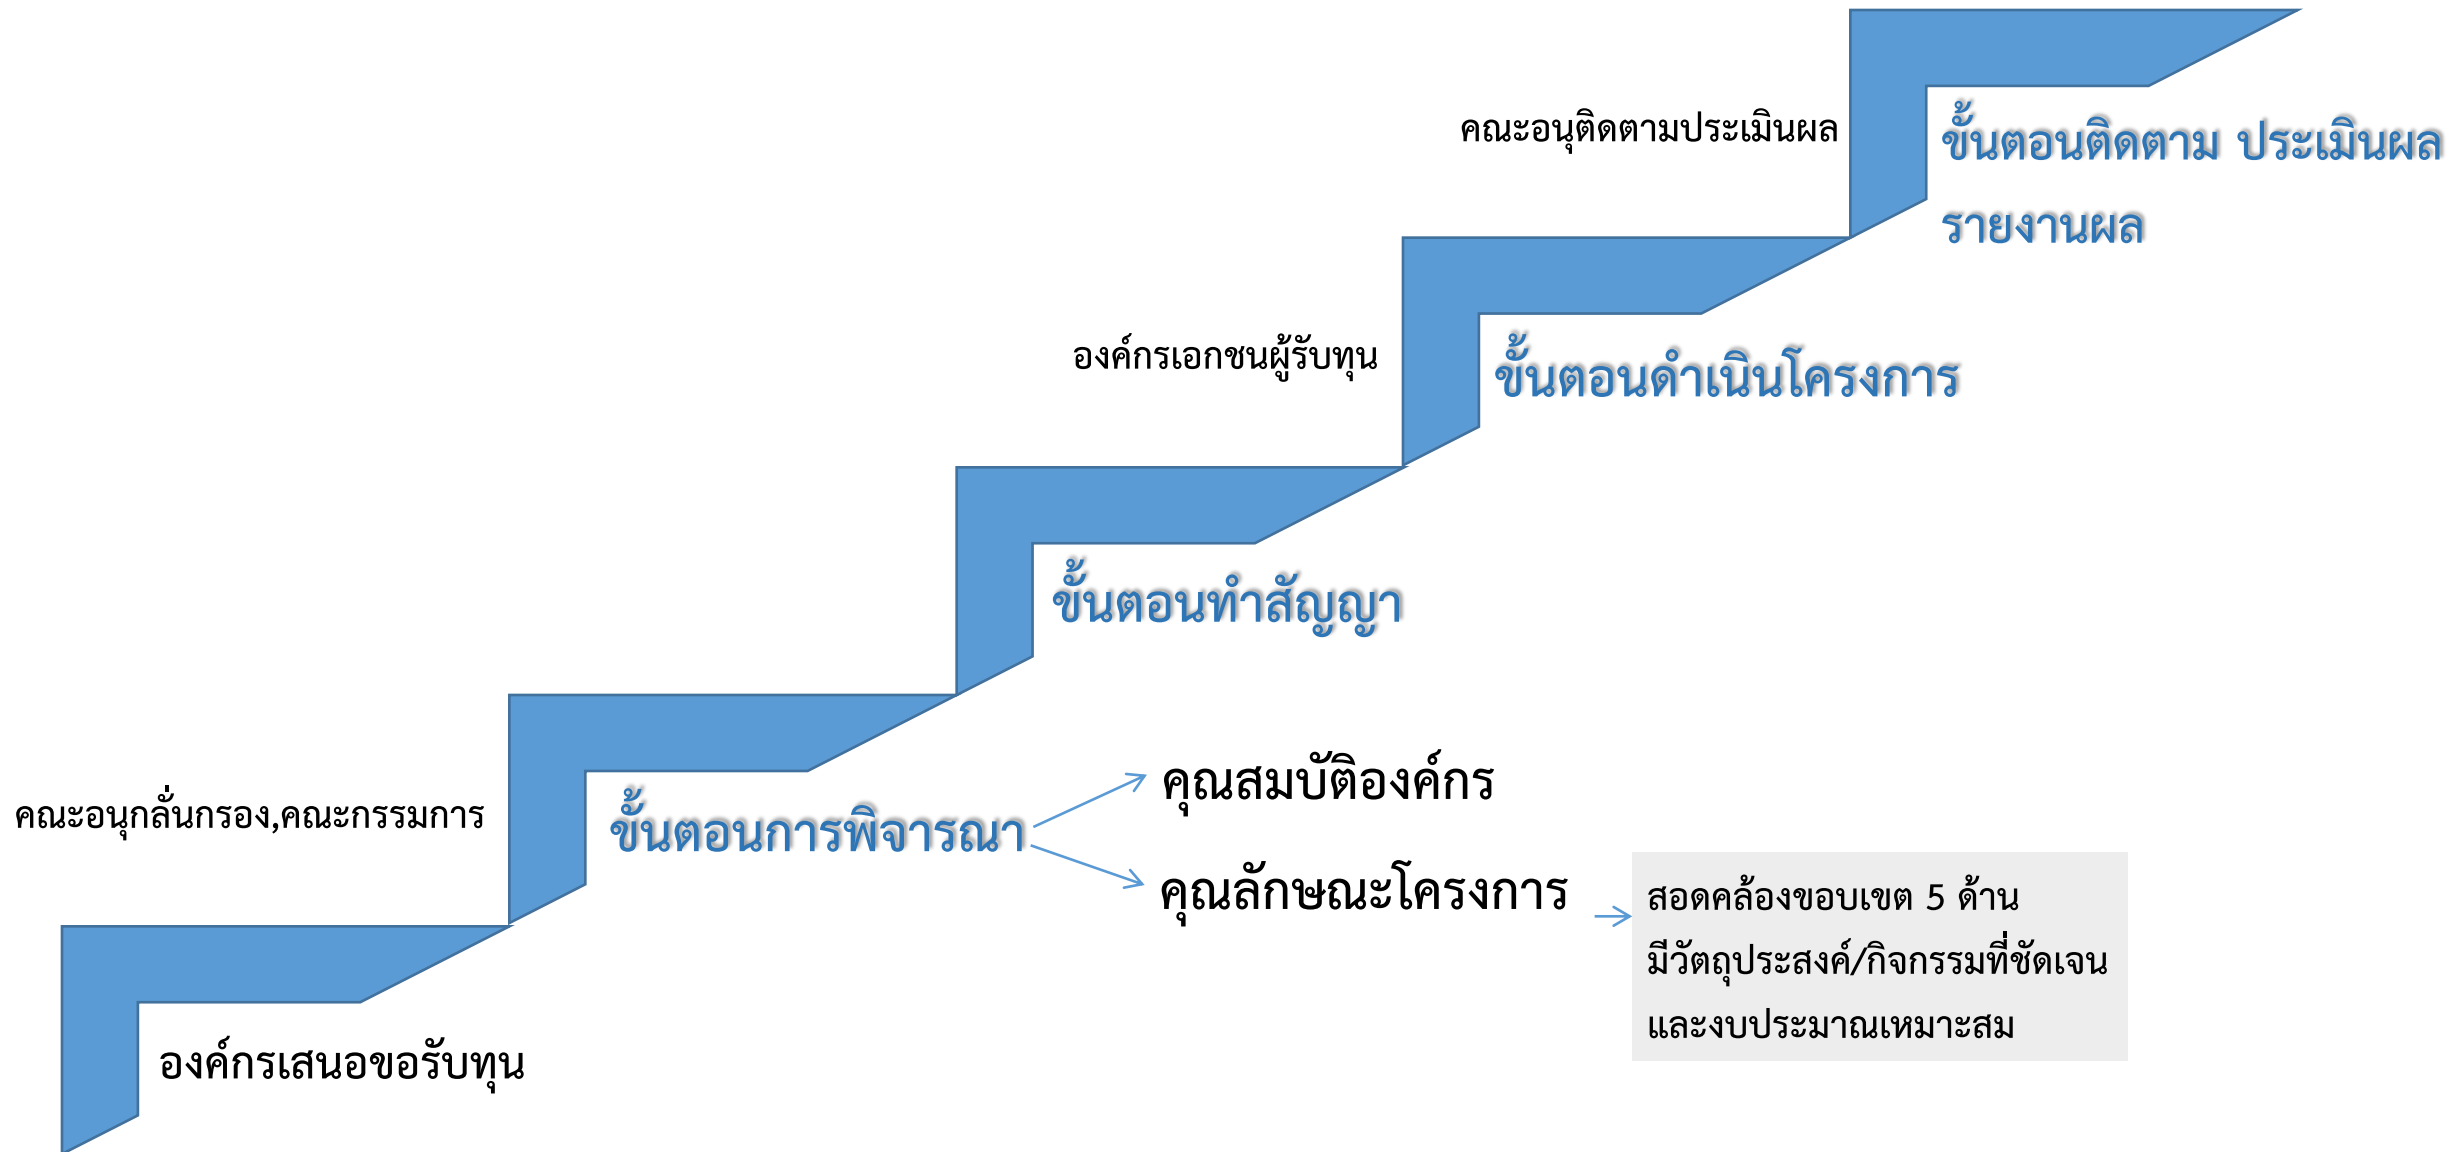 คณะอนุติดตามประเมินผล
ขั้นตอนติดตาม ประเมินผล
รายงานผล
องค์กรเอกชนผู้รับทุน
ขั้นตอนดำเนินโครงการ
ขั้นตอนทำสัญญา
คณะอนุกลั่นกรอง,คณะกรรมการ
ขั้นตอนการพิจารณา
คุณสมบัติองค์กร
คุณลักษณะโครงการ
สอดคล้องขอบเขต 5 ด้าน
มีวัตถุประสงค์/กิจกรรมที่ชัดเจน
และงบประมาณเหมาะสม
องค์กรเสนอขอรับทุน